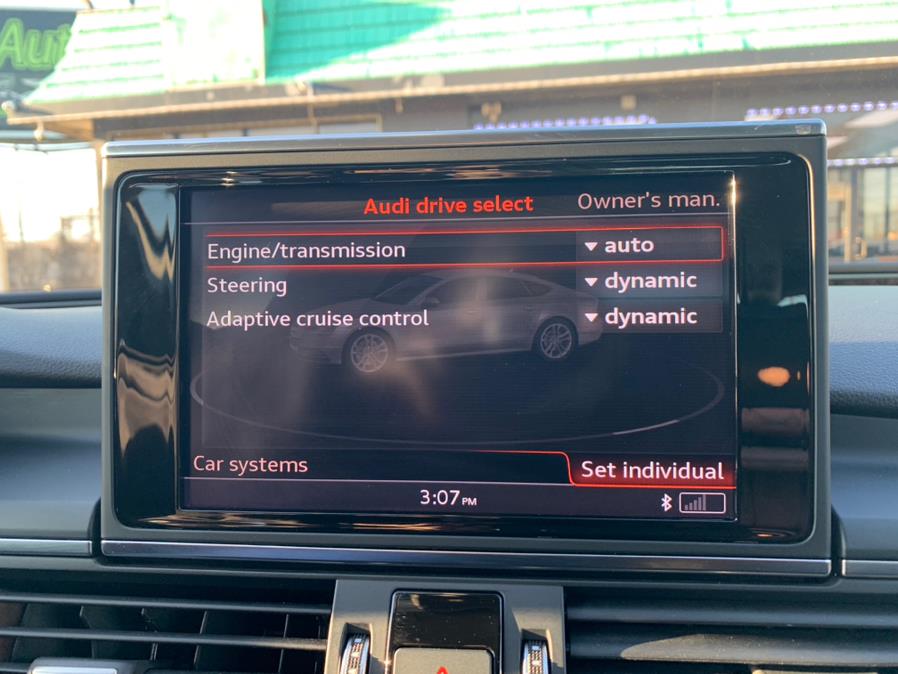 Auto
Audi drive select
Owner's man.
Engine/transmission
auto
Steering
dynamic
Adaptive cruise control
dynamic
Car systems
Set individual
3:07PM